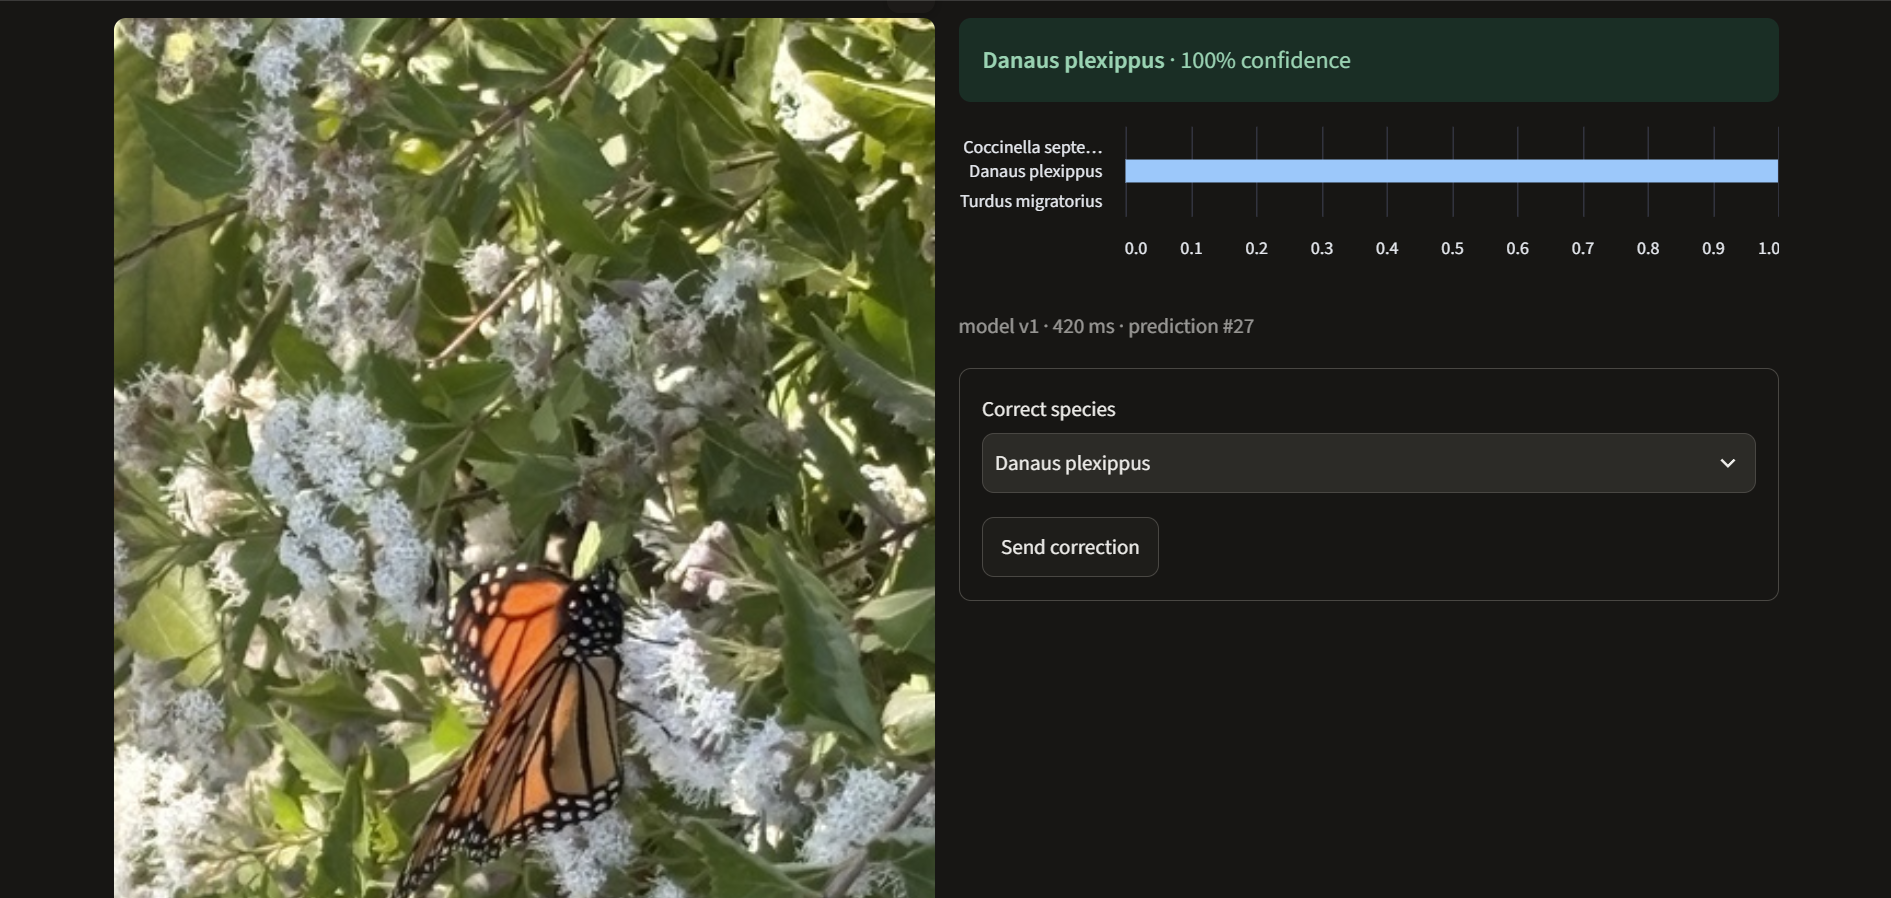 Danaus plexippus · 100% confidence
Coccinella septe…
Danaus plexippus
Turdus migratorius
0.0 0.1 0.2 0.3 0.4 0.5 0.6 0.7 0.8 0.9 1.0
model v1 · 420 ms · prediction #27
Correct species
Danaus plexippus
Send correction